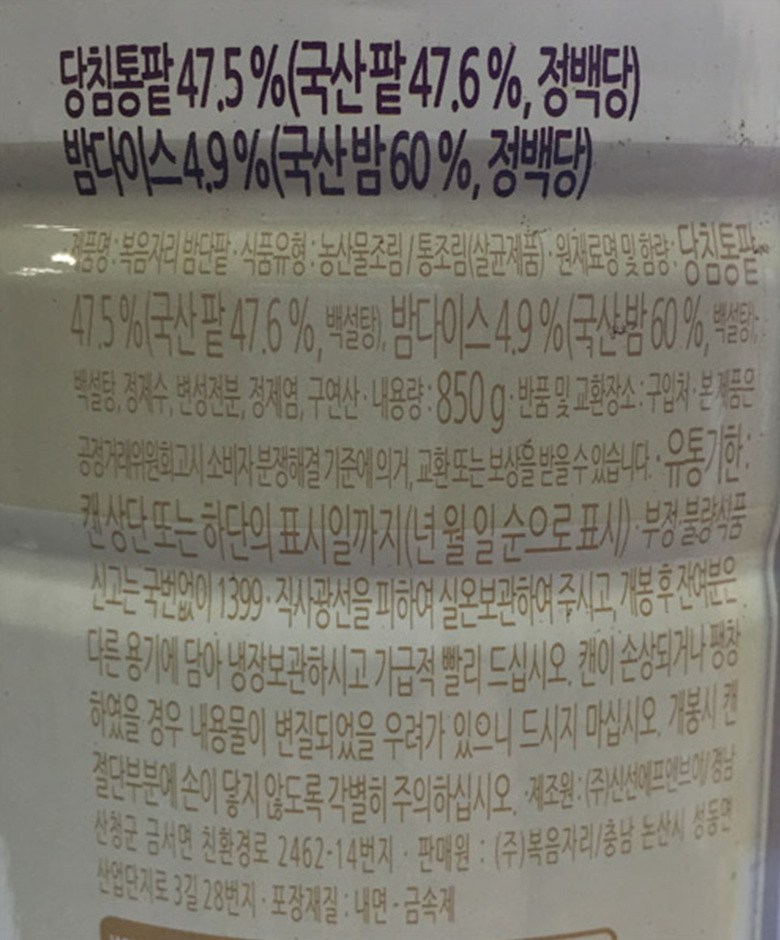 당침통팥 47.5 %(국산 팥 47.6 %, 정백당)
밤다이스 4.9 %(국산 밤 60 %, 정백당)
제품명 : 복음자리 밤단팥 · 식품유형 : 농산물조림 / 통조림(살균제품) · 원재료명 및 함량 : 당침통팥
47.5 %(국산 팥 47.6 %, 백설탕), 밤다이스 4.9 %(국산 밤 60 %, 백설탕),
백설탕, 정제수, 변성전분, 정제염, 구연산 · 내용량 : 850 g · 반품 및 교환장소 : 구입처 · 본 제품은
공정거래위원회고시 소비자 분쟁해결 기준에 의거, 교환 또는 보상을 받을 수 있습니다. · 유통기한 :
캔 상단 또는 하단의 표시일까지(년 월 일 순으로 표시) · 부정·불량식품
신고는 국번없이 1399 · 직사광선을 피하여 실온보관하여 주시고, 개봉 후 잔여분은
다른 용기에 담아 냉장보관하시고 가급적 빨리 드십시오. 캔이 손상되거나 팽창
하였을 경우 내용물이 변질되었을 우려가 있으니 드시지 마십시오. 개봉시 캔
절단부분에 손이 닿지 않도록 각별히 주의하십시오. · 제조원 : (주)신선에프앤브이/경남
산청군 금서면 친환경로 2462-14번지 · 판매원 : (주)복음자리/충남 논산시 성동면
산업단지로 3길 28번지 · 포장재질 : 내면 - 금속제